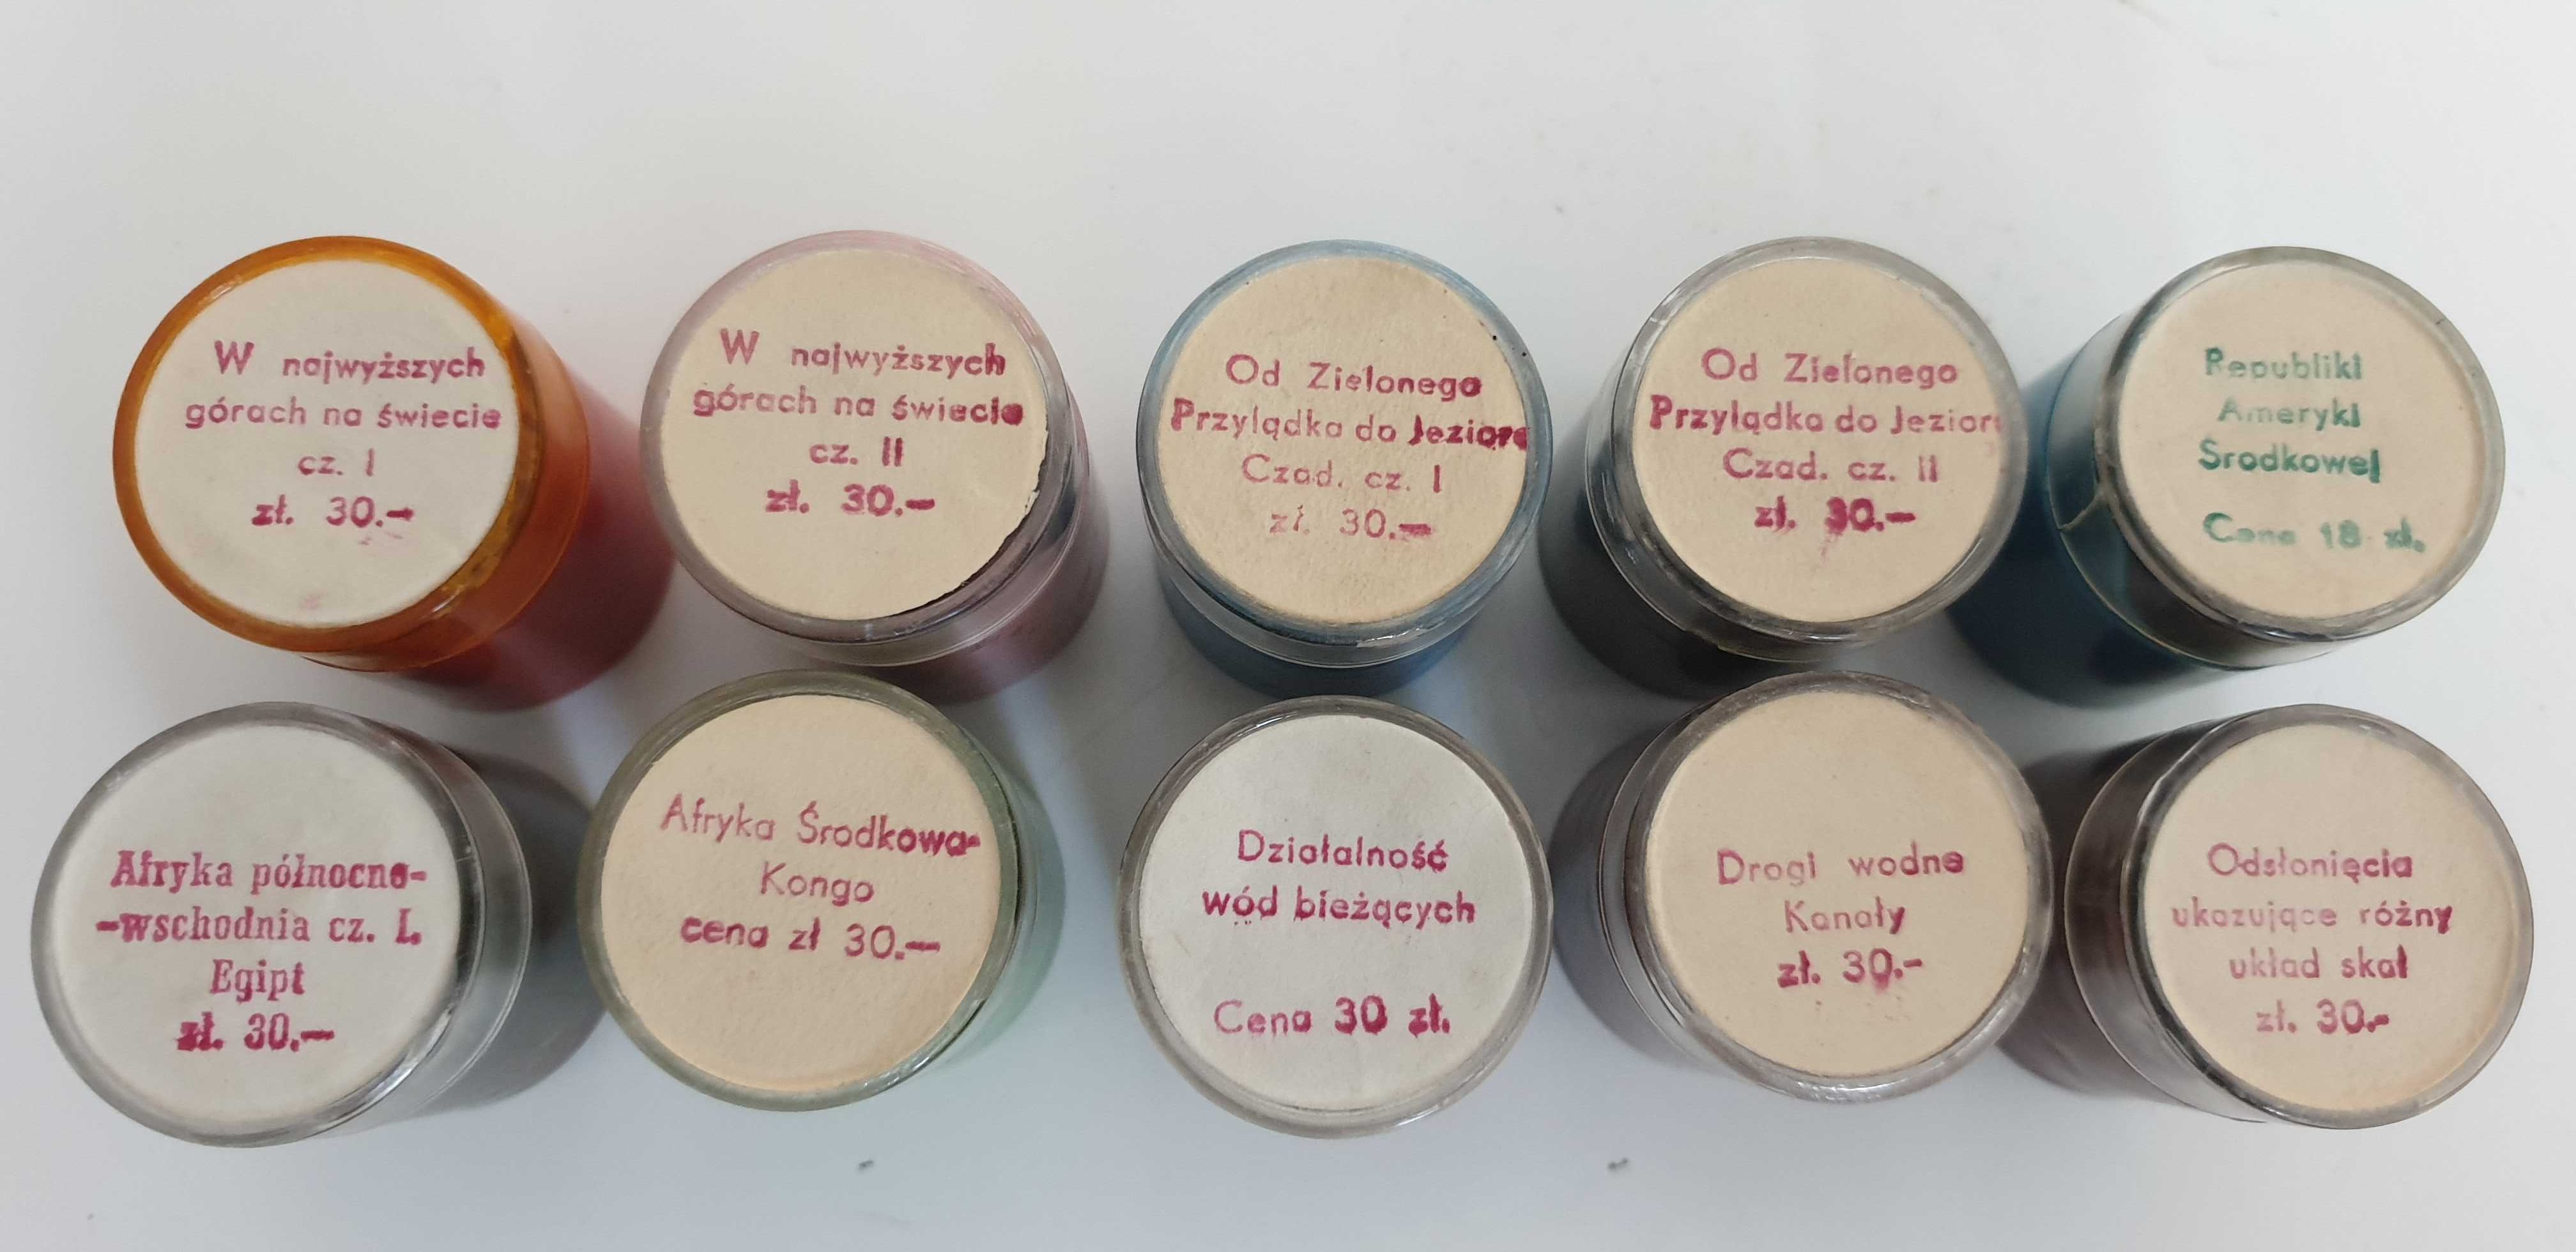 W najwyższych
górach na świecie
cz. I
zł. 30.-
W najwyższych
górach na świecie
cz. II
zł. 30.-
Od Zielonego
Przylądka do Jeziora
Czad. cz. I
zł. 30.-
Od Zielonego
Przylądka do Jeziora
Czad. cz. II
zł. 30.-
Republiki
Ameryki
Srodkowej
Cena 18 zł.
Afryka północno-
-wschodnia cz. I.
Egipt
zł. 30.-
Afryka Środkowa-
Kongo
cena zł 30.-
Działalność
wód bieżących
Cena 30 zł.
Drogi wodne
Kanały
zł. 30.-
Odsłonięcia
ukazujące różny
układ skał
zł. 30.-